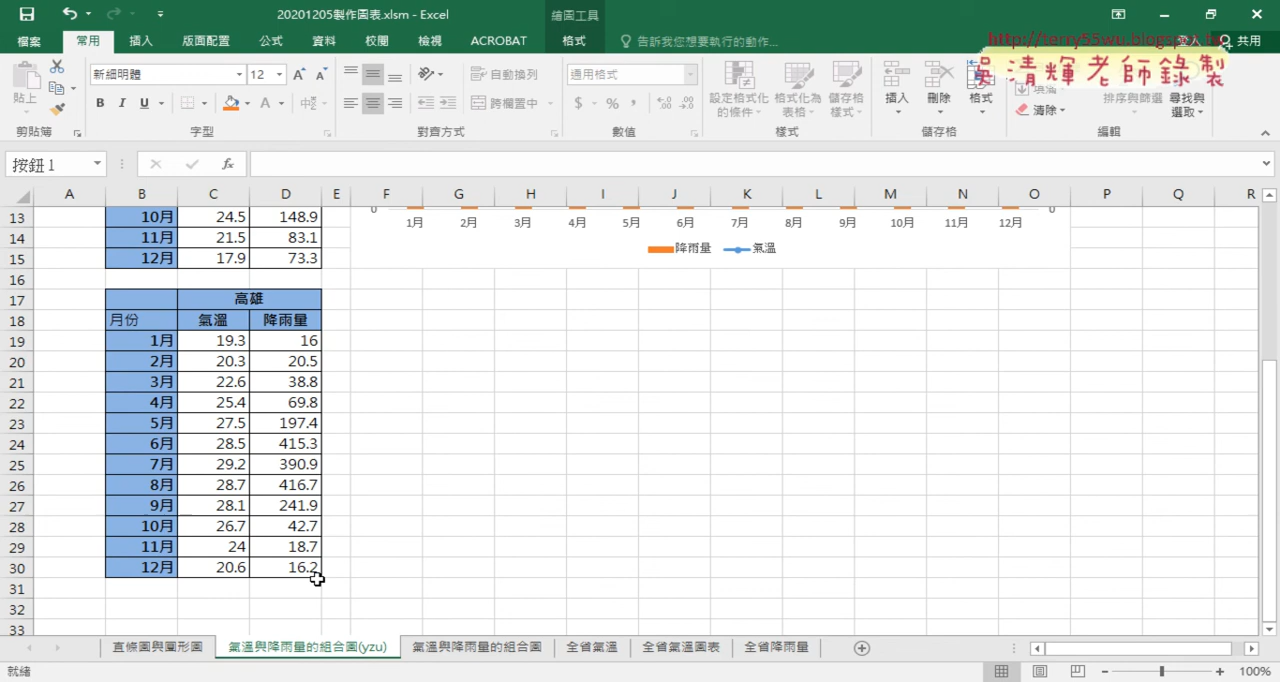 20201205製作圖表.xlsm - Excel
繪圖工具
檔案 常用 插入 版面配置 公式 資料 校閱 檢視 ACROBAT 格式 告訴我您想要執行的動作... 登入 共用
http://terry55wu.blogspot.
吳清輝老師錄製
貼上
新細明體 12
B I U
自動換列
跨欄置中
通用格式
$ % ,
設定格式化的條件
格式化為表格
儲存格樣式
插入 刪除 格式
填滿
清除
排序與篩選 尋找與選取
剪貼簿 字型 對齊方式 數值 樣式 儲存格 編輯
按鈕 1 fx
A B C D E F G H I J K L M N O P Q R
13 10月 24.5 148.9
14 11月 21.5 83.1
15 12月 17.9 73.3
0 0
1月 2月 3月 4月 5月 6月 7月 8月 9月 10月 11月 12月
降雨量 氣溫
16
17 高雄
18 月份 氣溫 降雨量
19 1月 19.3 16
20 2月 20.3 20.5
21 3月 22.6 38.8
22 4月 25.4 69.8
23 5月 27.5 197.4
24 6月 28.5 415.3
25 7月 29.2 390.9
26 8月 28.7 416.7
27 9月 28.1 241.9
28 10月 26.7 42.7
29 11月 24 18.7
30 12月 20.6 16.2
31
32
33
直條圖與圓形圖 氣溫與降雨量的組合圖(yzu) 氣溫與降雨量的組合圖 全省氣溫 全省氣溫圖表 全省降雨量
就緒 100%